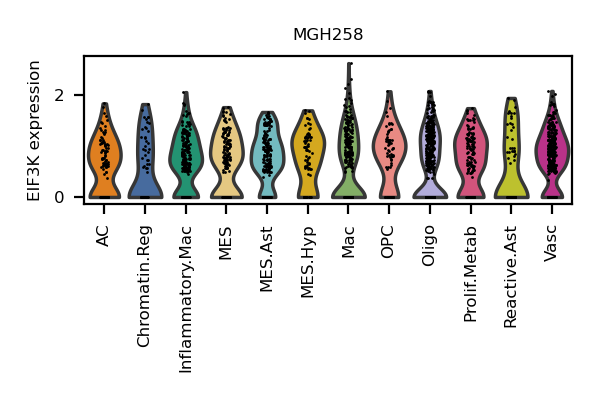 MGH258
EIF3K expression
2
0
AC
Chromatin.Reg
Inflammatory.Mac
MES
MES.Ast
MES.Hyp
Mac
OPC
Oligo
Prolif.Metab
Reactive.Ast
Vasc